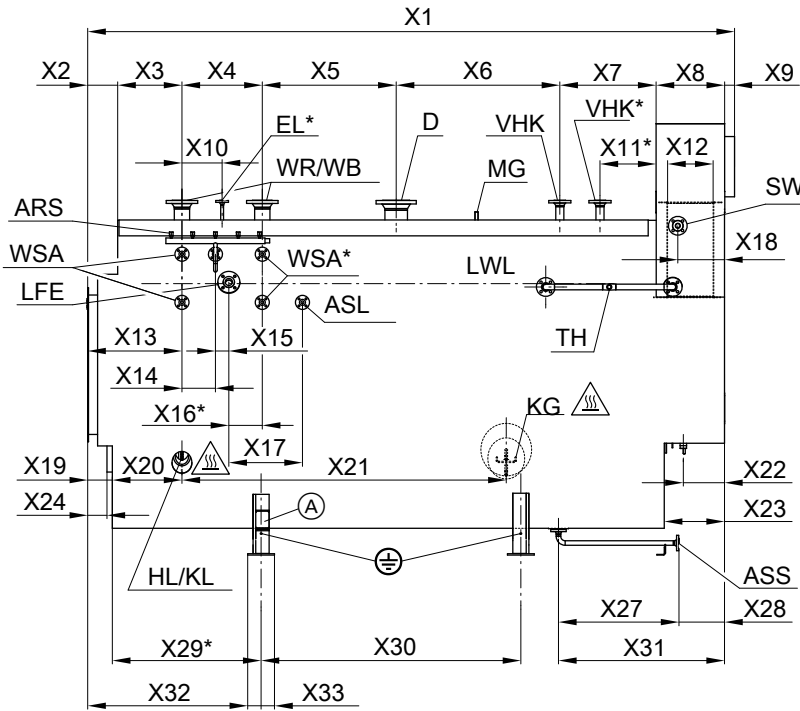 X1
X2 X3 X4 X5 X6 X7 X8 X9
EL* D VHK VHK*
X10 X11* X12
WR/WB MG
ARS SW
WSA WSA* LWL X18
LFE ASL
X13 X15 TH
X14
X16* KG
X17
X19 X20 X21 X22
X24 A X23
HL/KL ASS
X27 X28
X29* X30 X31
X32 X33